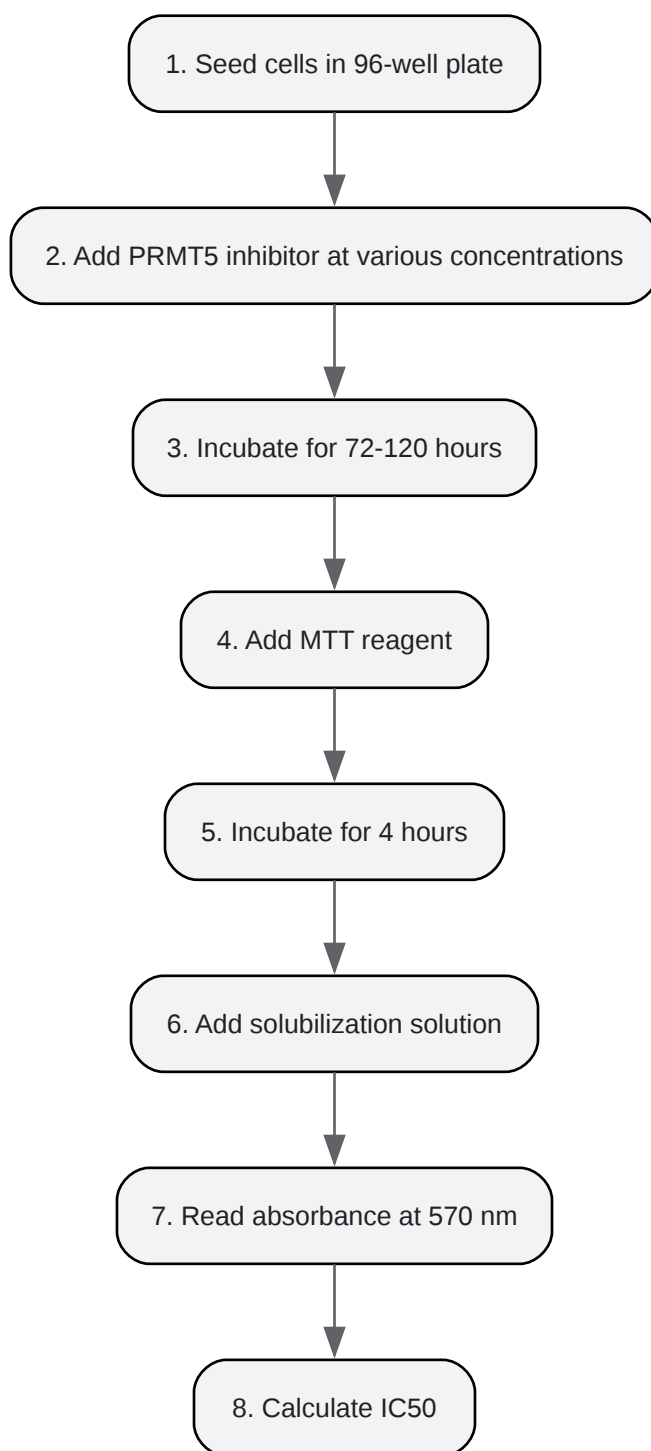 1. Seed cells in 96-well plate
2. Add PRMT5 inhibitor at various concentrations
3. Incubate for 72-120 hours
4. Add MTT reagent
5. Incubate for 4 hours
6. Add solubilization solution
7. Read absorbance at 570 nm
8. Calculate IC50